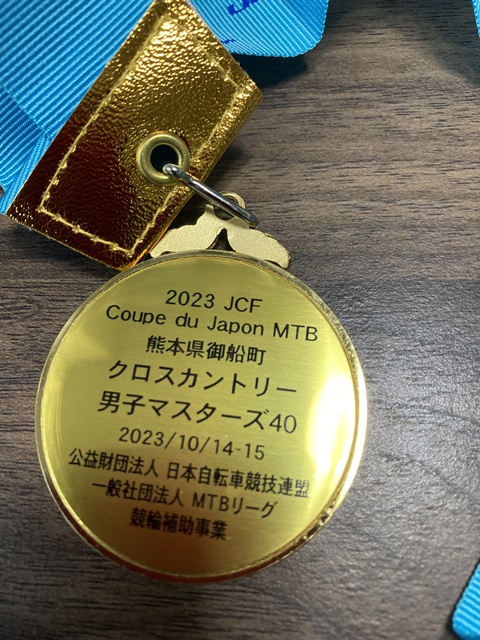 2023 JCF
Coupe du Japon MTB
熊本県御船町
クロスカントリー
男子マスターズ40
2023/10/14-15
公益財団法人 日本自転車競技連盟
一般社団法人 MTBリーグ
競輪補助事業